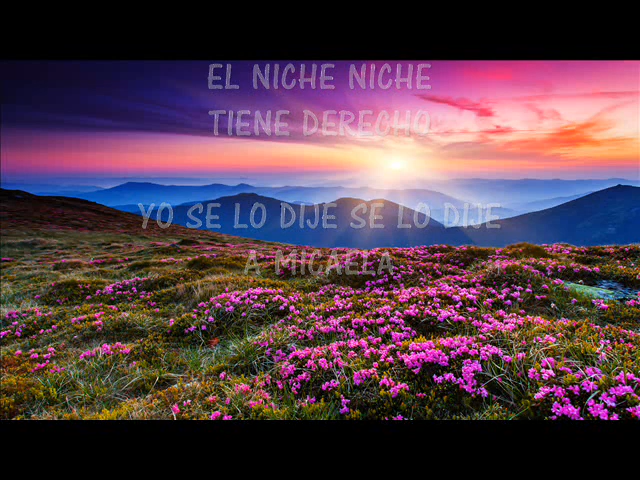 EL NICHE NICHE
TIENE DERECHO
YO SE LO DIJE SE LO DIJE
A MICAELA